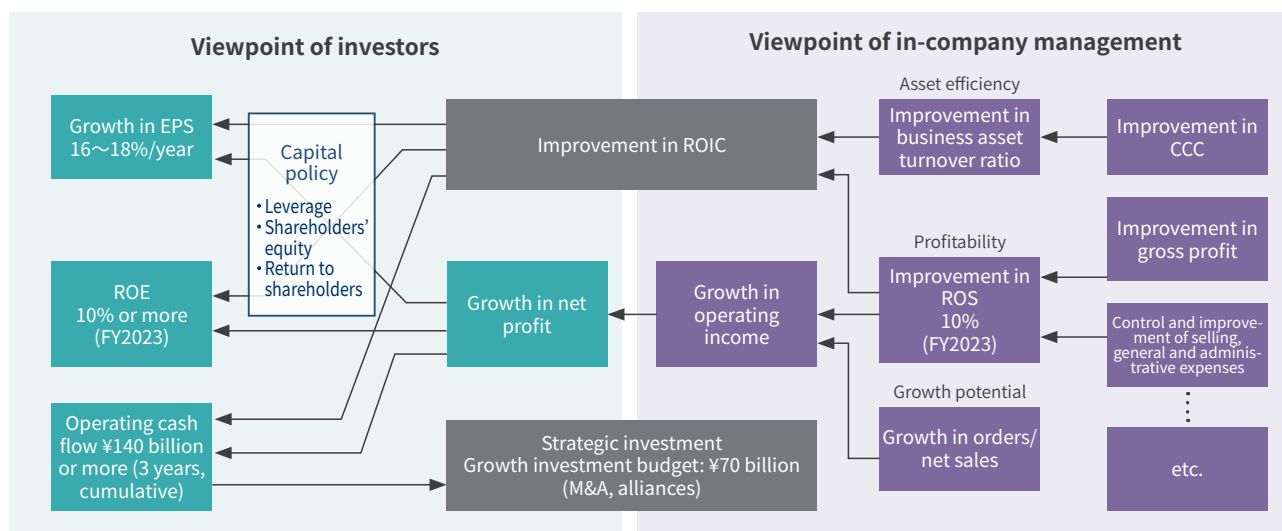 Viewpoint of investors
Growth in EPS
16～18%/year
Capital
policy
・Leverage
・Shareholders’
equity
・Return to
shareholders
ROE
10% or more
(FY2023)
Operating cash
flow ¥140 billion
or more (3 years,
cumulative)
Growth in net
profit
Improvement in ROIC
Strategic investment
Growth investment budget: ¥70 billion
(M&A, alliances)
Viewpoint of in-company management
Asset efficiency
Improvement in
business asset
turnover ratio
Improvement in
CCC
Growth in
operating
income
Profitability
Improvement in
ROS
10%
(FY2023)
Improvement in
gross profit
Control and improve-
ment of selling,
general and adminis-
trative expenses
Growth potential
Growth in orders/
net sales
etc.